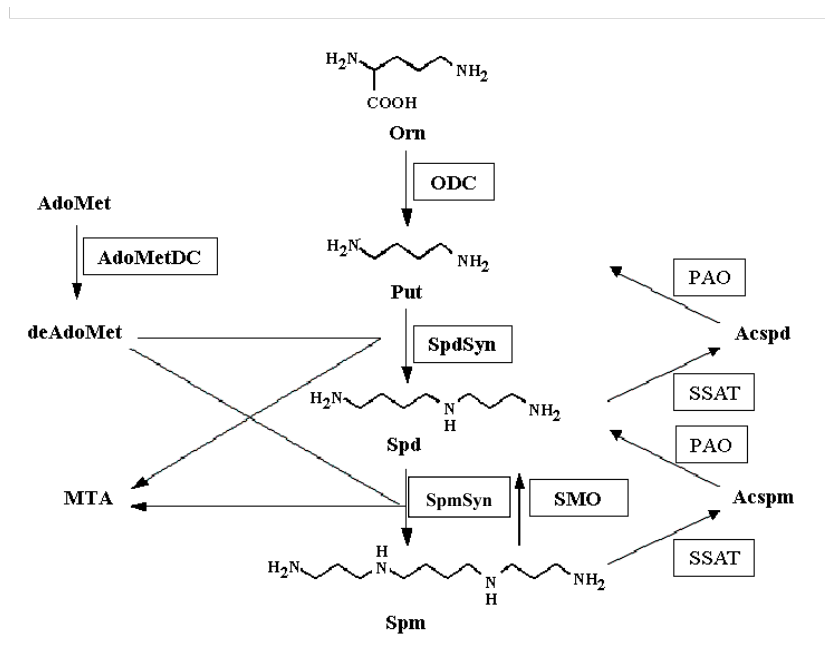 H₂N
NH₂
COOH
Orn
ODC
AdoMet
AdoMetDC
H₂N
NH₂
Put
PAO
deAdoMet
SpdSyn
Acspd
H₂N
N
H
NH₂
SSAT
Spd
PAO
MTA
SpmSyn
SMO
Acspm
H
H₂N
N
N
H
NH₂
SSAT
Spm